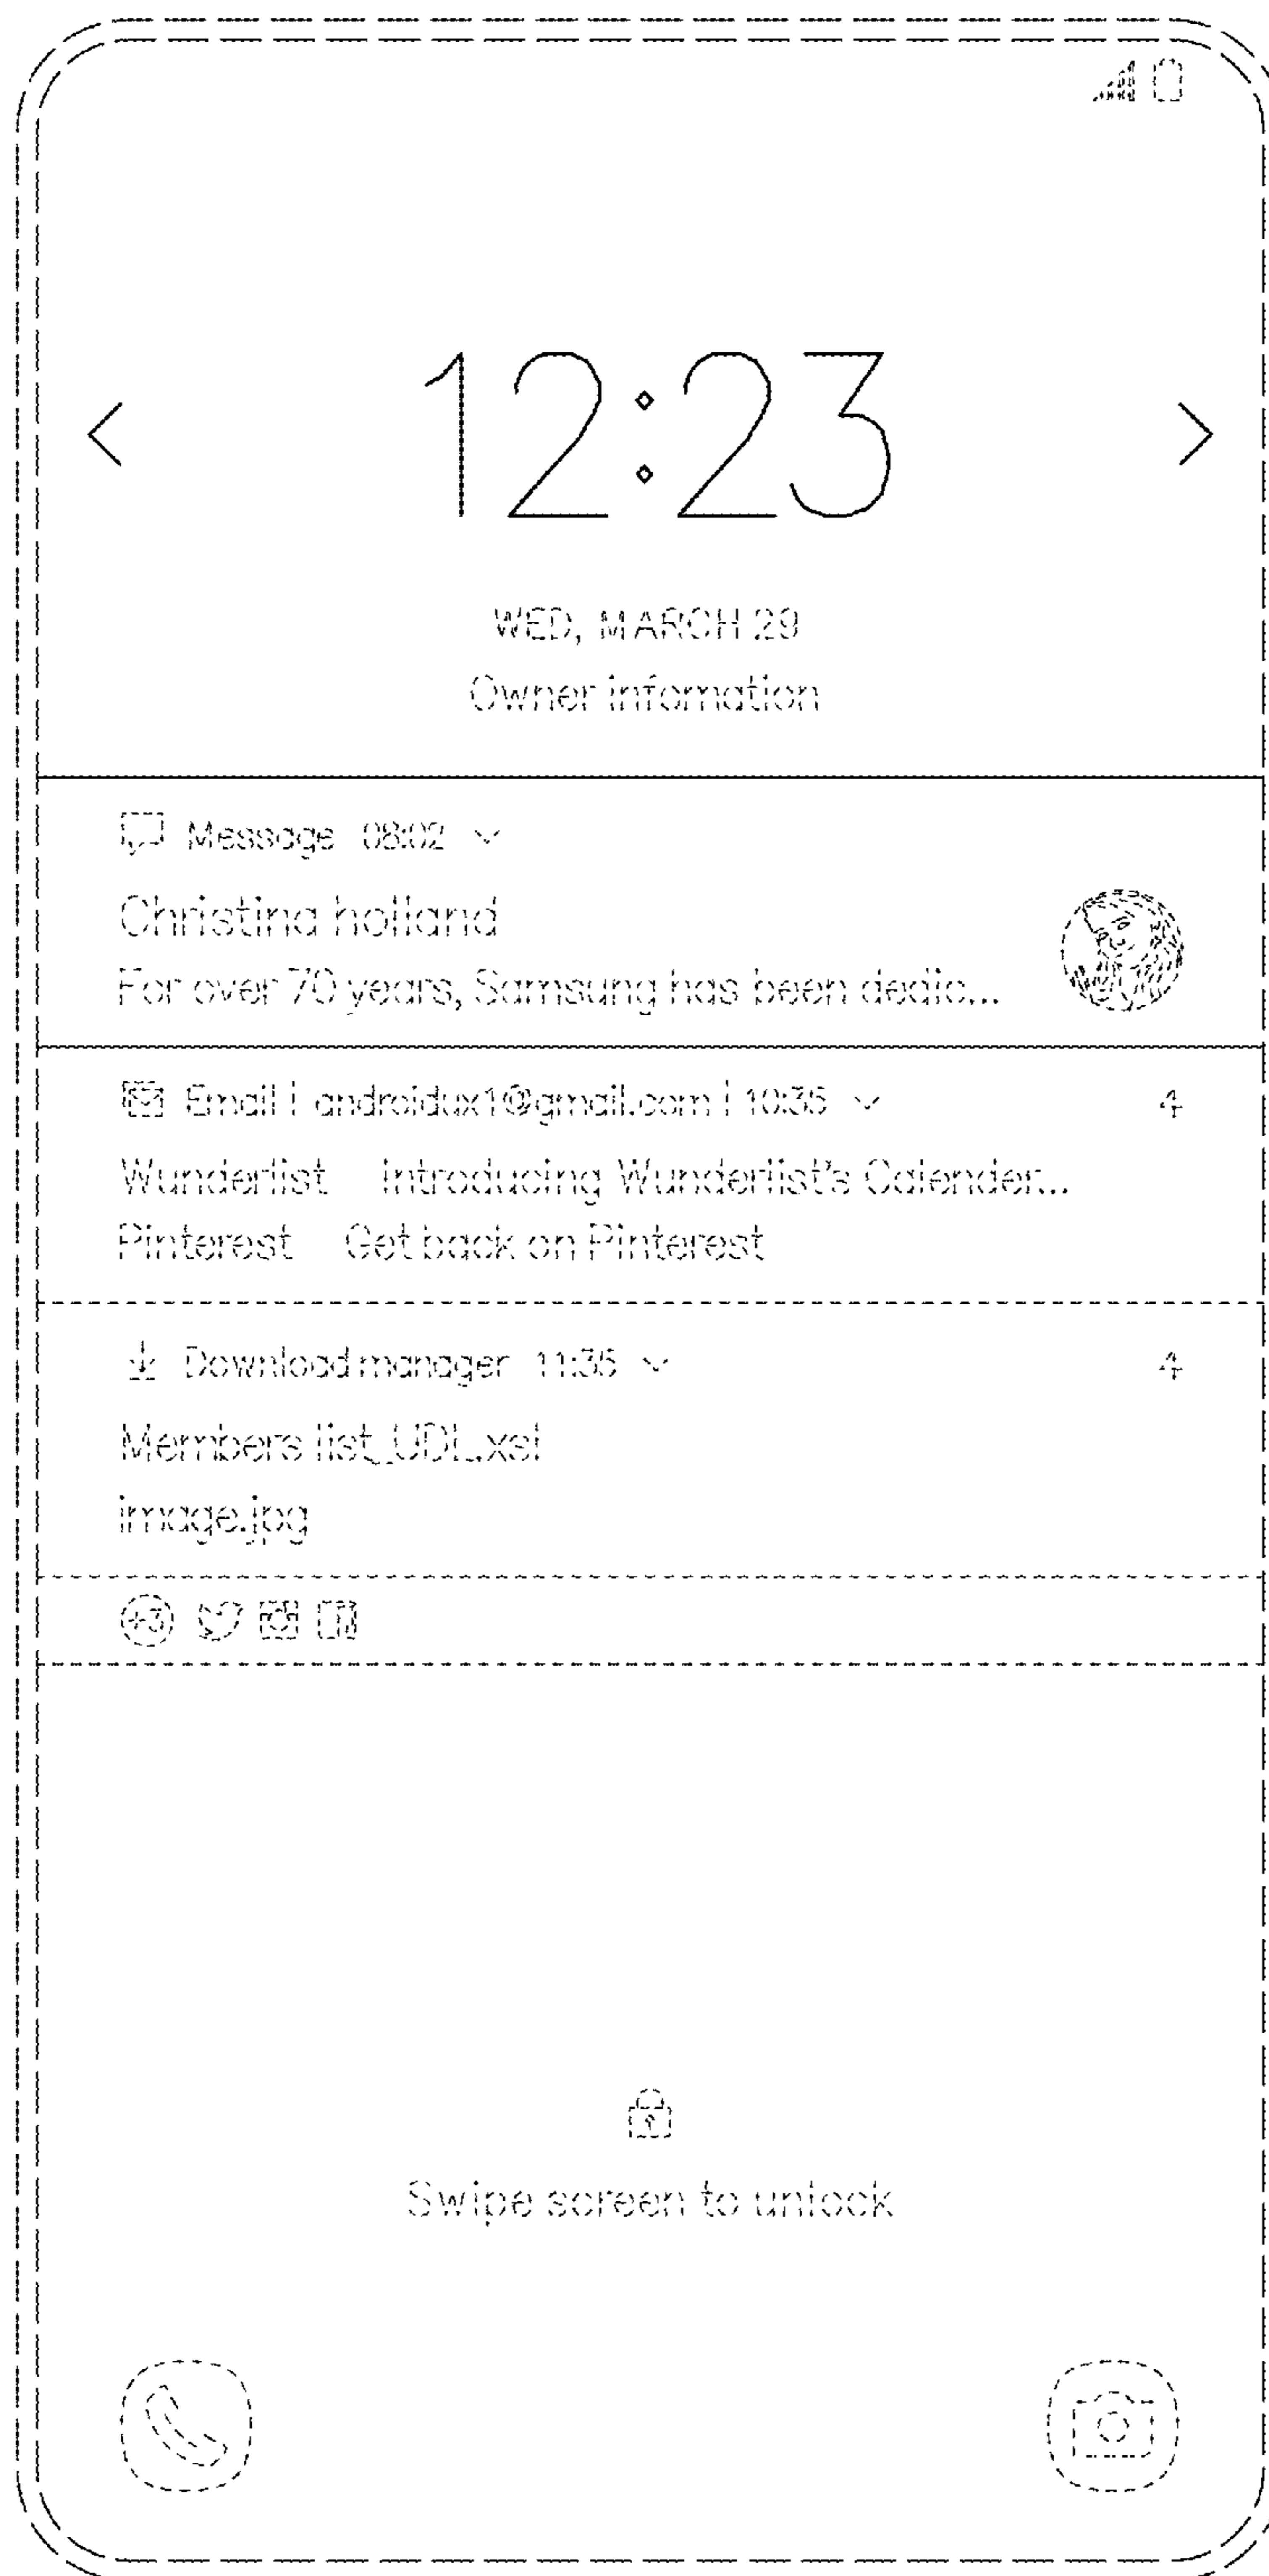 12:23
WED, MARCH 29
Owner information
Message 08:02
Christina holland
For over 70 years, Samsung has been dedic...
Email | androidux1@gmail.com | 10:35 4
Wunderlist Introducing Wunderlist's Calender...
Pinterest Get back on Pinterest
Download manager 11:35 4
Members list_UDL.xsl
image.jpg
+3
Swipe screen to unlock